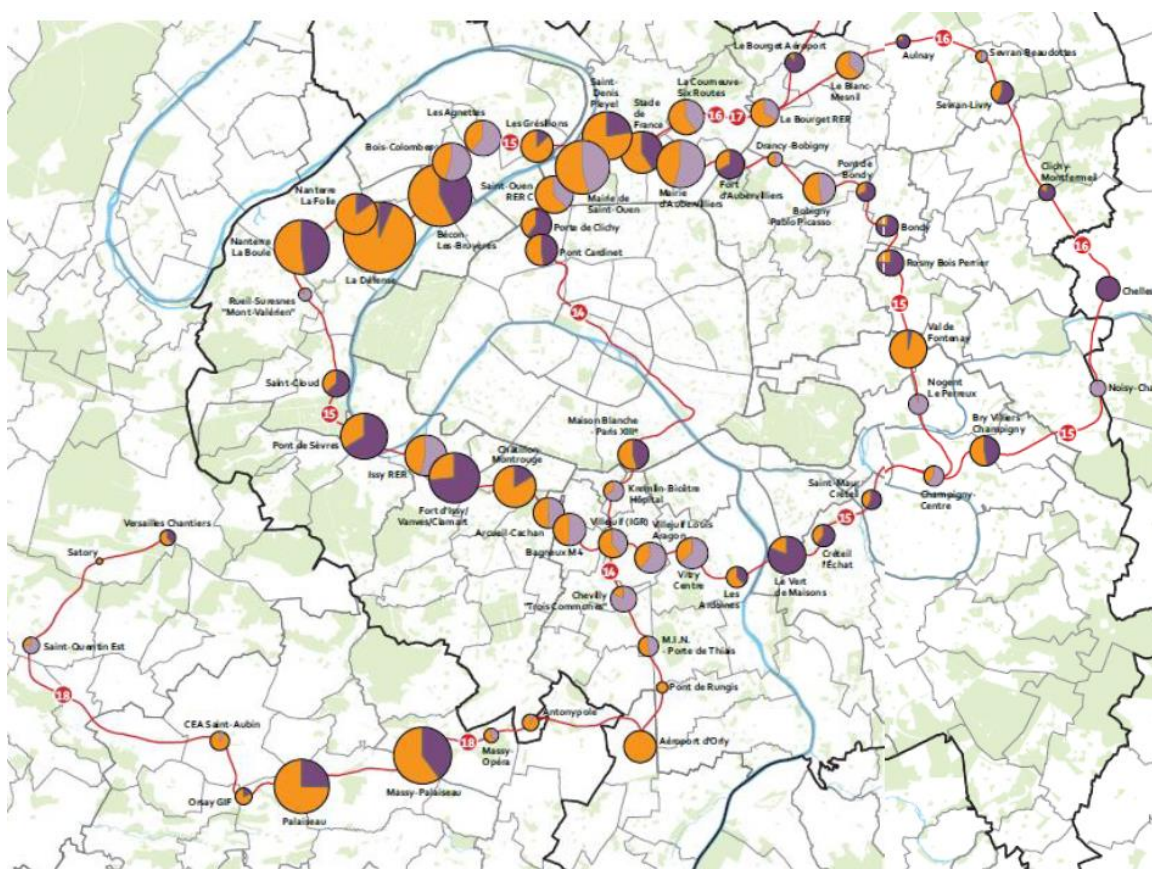 Le Bourget Aéroport
16
Aulnay
Sevran Beaudottes
Saint-
Denis
Pleyel
La Courneuve-
Six Routes
Le Blanc-
Mesnil
Sevran-Livry
Stade
de
France
Les Agnettes
Les Grésillons
16
17
Le Bourget RER
15
Bois-Colombes
Drancy-Bobigny
Pont de
Bondy
Clichy-
Montfermeil
Nanterre
La Folie
Saint-Ouen
RER C
Mairie de
Saint-Ouen
Mairie
d'Aubervilliers
Fort
d'Aubervilliers
Bobigny
Pablo Picasso
Bécon-
Les-Bruyères
Porte de Clichy
Bondy
Nanterre
La Boule
Pont Cardinet
16
La Défense
Rosny Bois Perrier
Chelles
Rueil-Suresnes
"Mont-Valérien"
14
15
Val de
Fontenay
Saint-Cloud
Nogent
Le Perreux
Noisy-Cha
15
Maison Blanche
- Paris XIIIe
Bry Villiers
Champigny
15
Pont de Sèvres
Châtillon
Montrouge
Issy RER
Kremlin-Bicêtre
Hôpital
Saint-Maur
Créteil
Champigny-
Centre
Fort d'Issy/
Vanves/Clamart
Versailles Chantiers
Arcueil-Cachan
Villejuif (IGR)
Villejuif Louis
Aragon
15
Créteil
l'Échat
Satory
Bagneux M4
14
Vitry
Centre
Les
Ardoines
Le Vert
de Maisons
Chevilly
"Trois Communes"
Saint-Quentin Est
M.I.N.
- Porte de Thiais
18
Pont de Rungis
CEA Saint-Aubin
Antonypole
18
Massy-
Opéra
Aéroport d'Orly
Orsay GIF
Palaiseau
Massy-Palaiseau